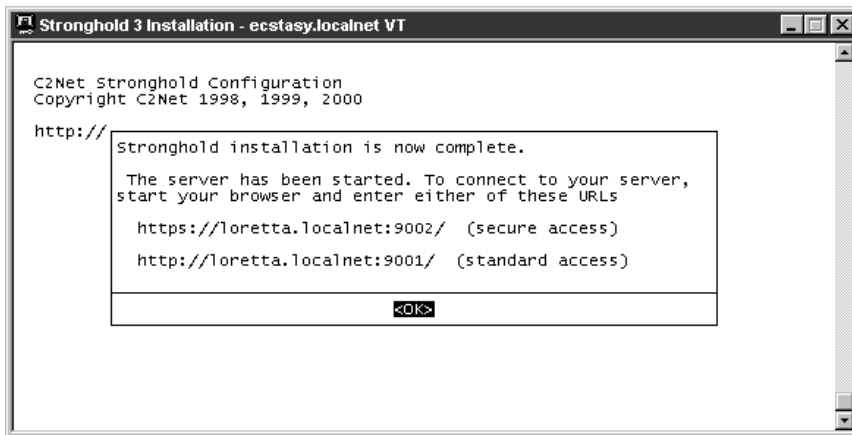 Stronghold 3 Installation - ecstasy.localnet VT
C2Net Stronghold Configuration
Copyright C2Net 1998, 1999, 2000
http://
Stronghold installation is now complete.
The server has been started. To connect to your server,
start your browser and enter either of these URLs
https://loretta.localnet:9002/ (secure access)
http://loretta.localnet:9001/ (standard access)
<OK>